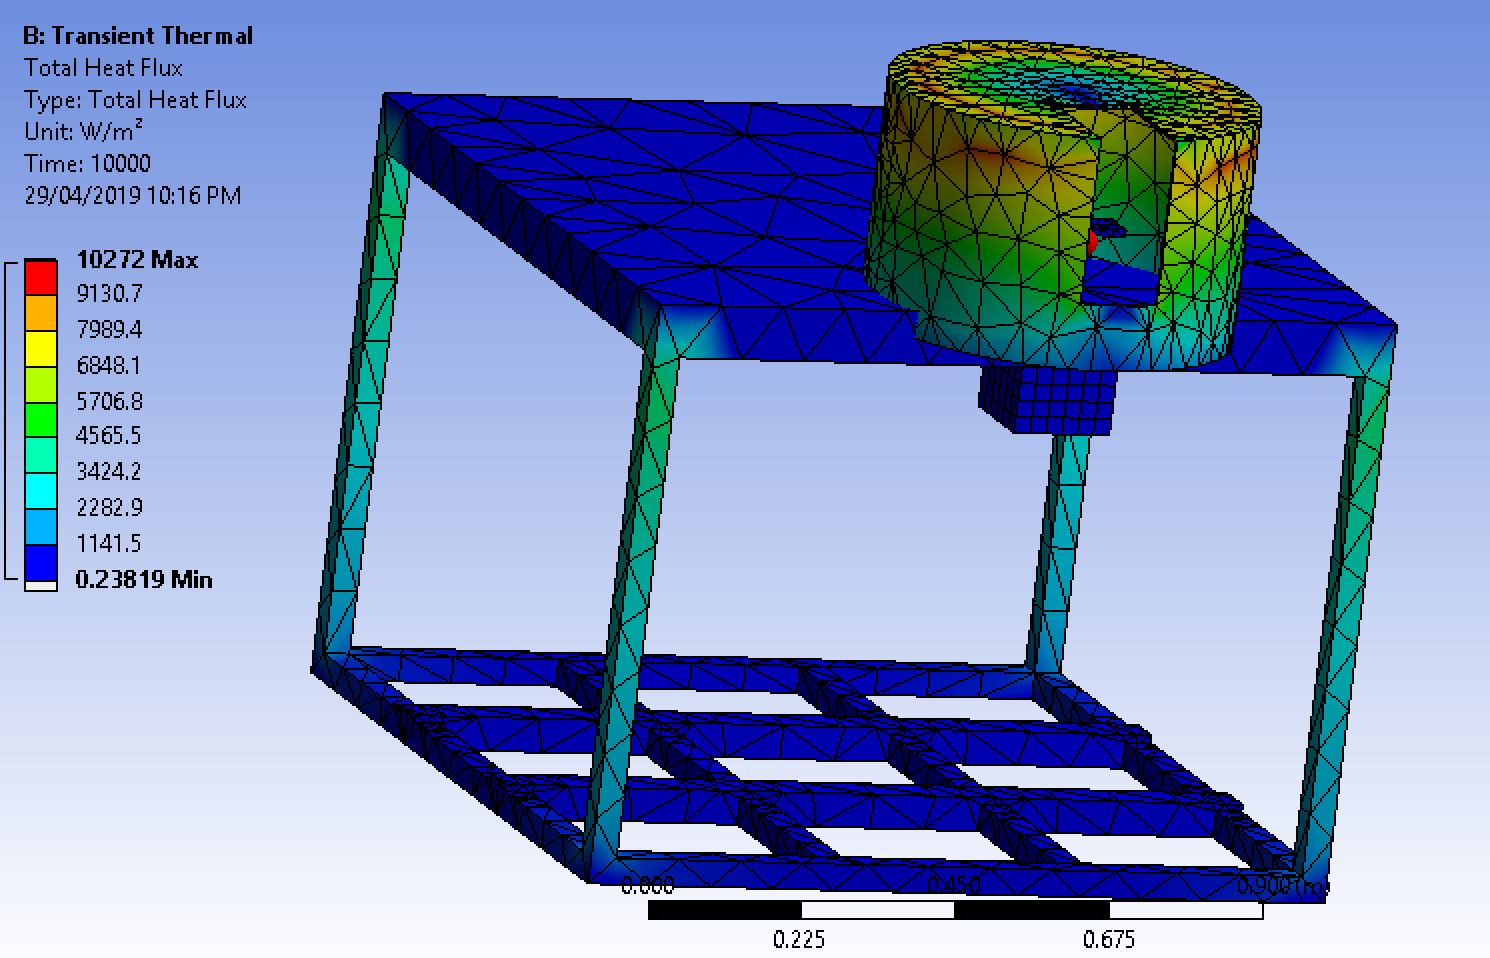 B: Transient Thermal
Total Heat Flux
Type: Total Heat Flux
Unit: W/m²
Time: 10000
29/04/2019 10:16 PM
10272 Max
9130.7
7989.4
6848.1
5706.8
4565.5
3424.2
2282.9
1141.5
0.23819 Min
0.000 0.450 0.900 (m)
0.225 0.675